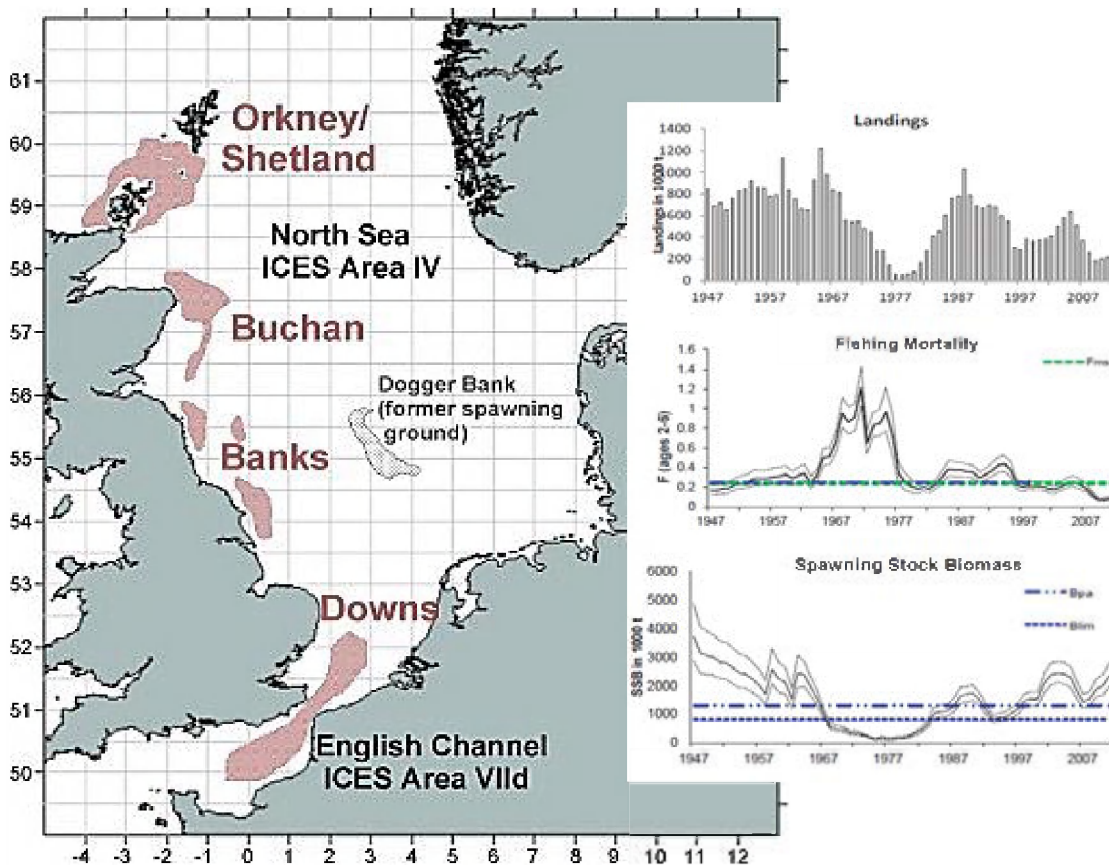 61
60
59
58
57
56
55
54
53
52
51
50
-4 -3 -2 -1 0 1 2 3 4 5 6 7 8 9 10 11 12
Orkney/
Shetland
North Sea
ICES Area IV
Buchan
Dogger Bank
(former spawning
ground)
Banks
Downs
English Channel
ICES Area VIId
Landings
Landings in 1000 t
1400
1200
1000
800
600
400
200
0
1947 1957 1967 1977 1987 1997 2007
Fishing Mortality
F (ages 2-6)
1.6
1.4
1.2
1
0.8
0.6
0.4
0.2
0
1947 1957 1967 1977 1987 1997 2007
Spawning Stock Biomass
SSB in 1000 t
6000
5000
4000
3000
2000
1000
0
Bpa
Blim
1947 1957 1967 1977 1987 1997 2007